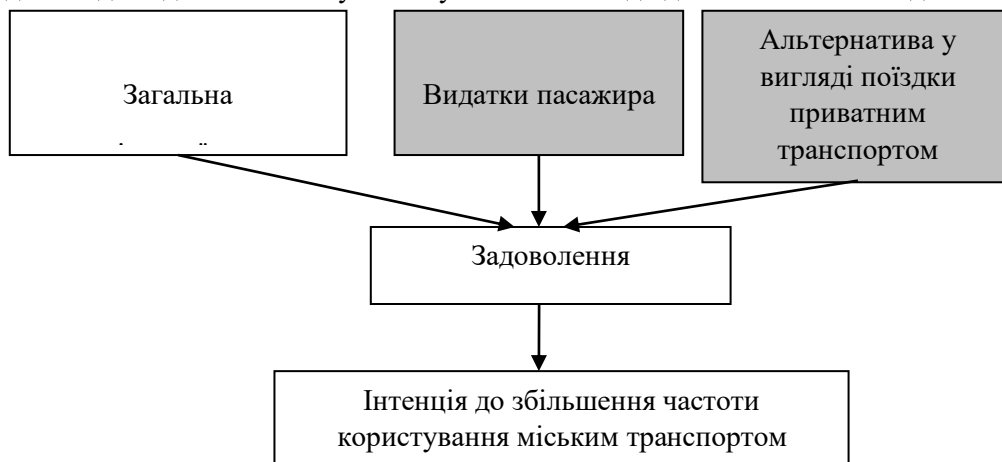 Загальна
Видатки пасажира
Альтернатива у
вигляді поїздки
приватним
транспортом
Задоволення
Інтенція до збільшення частоти
користування міським транспортом